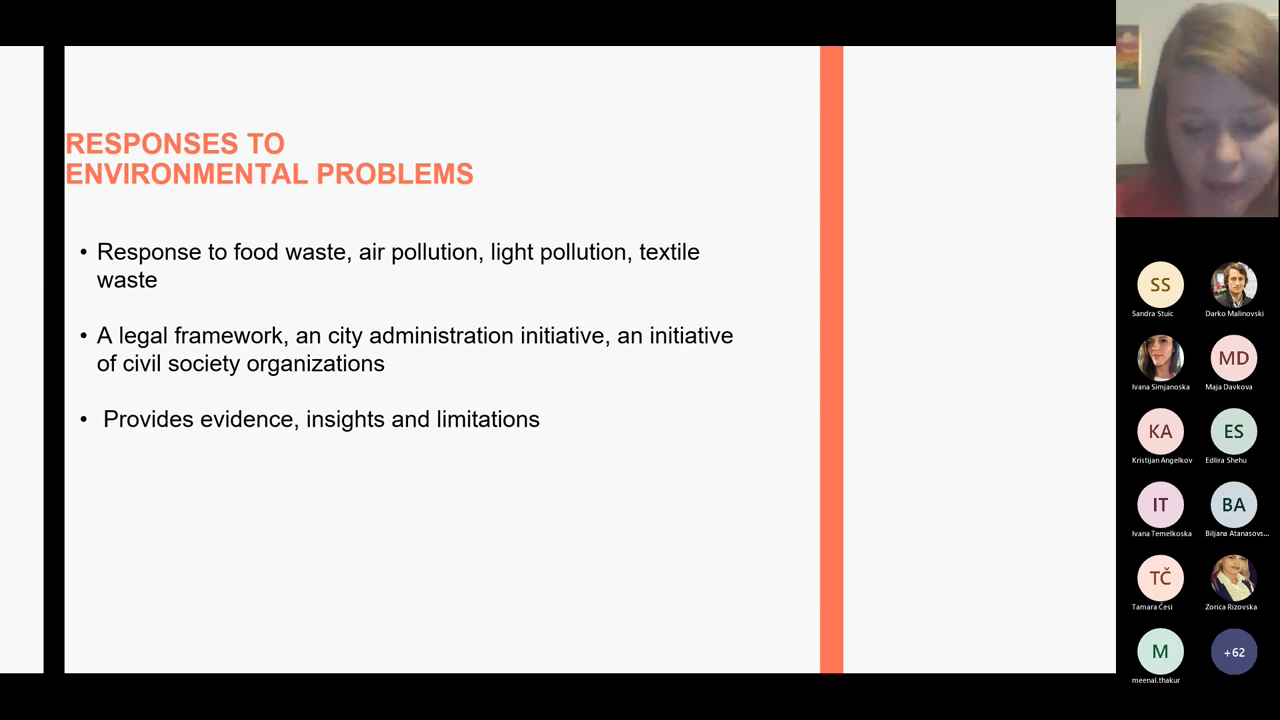 RESPONSES TO
ENVIRONMENTAL PROBLEMS
• Response to food waste, air pollution, light pollution, textile
waste
• A legal framework, an city administration initiative, an initiative
of civil society organizations
• Provides evidence, insights and limitations
SS
Sandra Stuic
Darko Malinovski
Ivana Simjanoska
MD
Maja Davkova
KA
Kristijan Angelkov
ES
Edlira Shehu
IT
Ivana Temelkoska
BA
Biljana Atanasovs...
TČ
Tamara Česi
Zorica Rizovska
M
meenal.thakur
+62